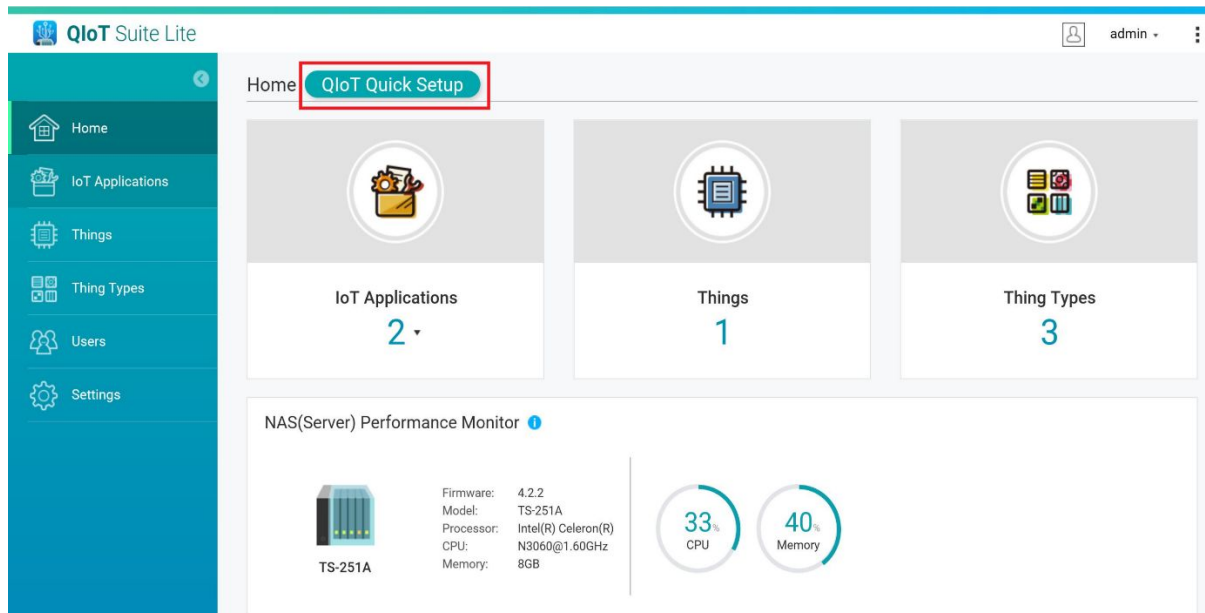 QIoT Suite Lite
admin
Home QIoT Quick Setup
Home
IoT Applications
Things
Thing Types
Users
Settings
IoT Applications
2
Things
1
Thing Types
3
NAS(Server) Performance Monitor
TS-251A
Firmware: 4.2.2
Model: TS-251A
Processor: Intel(R) Celeron(R)
CPU: N3060@1.60GHz
Memory: 8GB
33%
CPU
40%
Memory